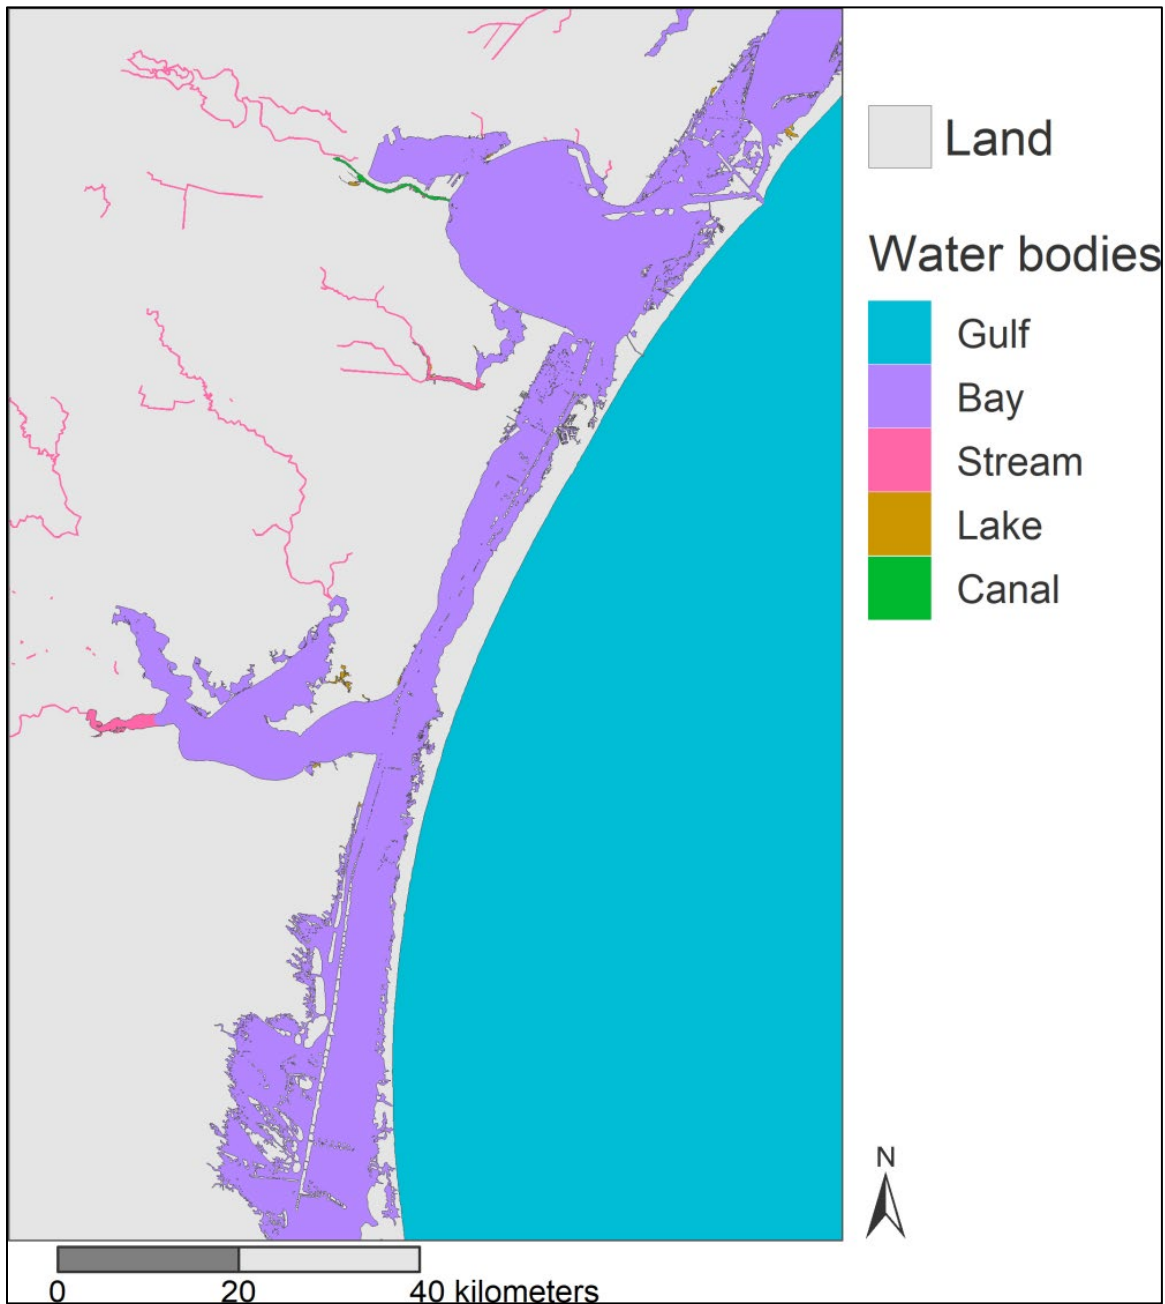 Land
Water bodies
Gulf
Bay
Stream
Lake
Canal
N
0 20 40 kilometers